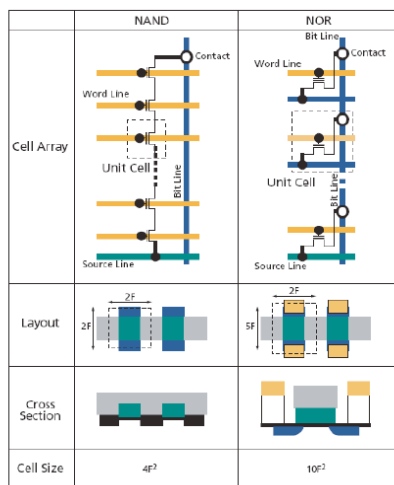 NAND
NOR
Cell Array
Contact
Word Line
Unit Cell
Bit Line
Source Line
Bit Line
Contact
Word Line
Unit Cell
Bit Line
Source Line
Layout
2F
2F
2F
5F
Cross
Section
Cell Size
4F²
10F²